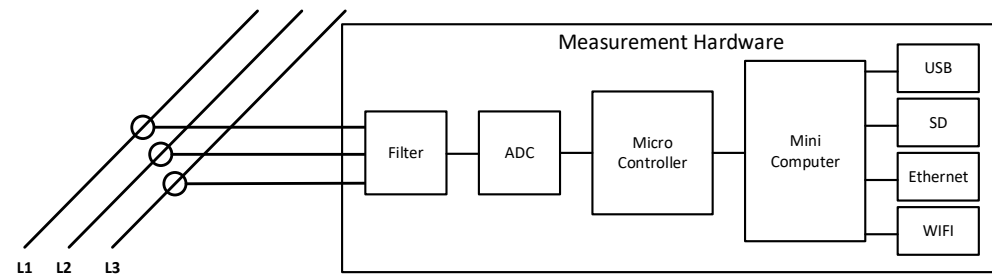 Measurement Hardware
Filter
ADC
Micro
Controller
Mini
Computer
USB
SD
Ethernet
WIFI
L1
L2
L3